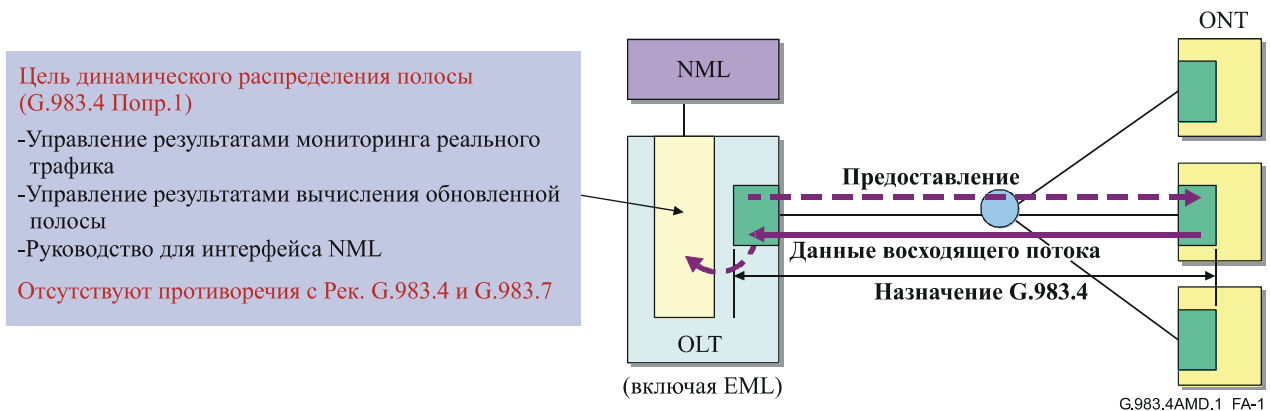 Цель динамического распределения полосы
(G.983.4 Попр.1)
-Управление результатами мониторинга реального
трафика
-Управление результатами вычисления обновленной
полосы
-Руководство для интерфейса NML
Отсутствуют противоречия с Рек. G.983.4 и G.983.7
NML
OLT
(включая EML)
Предоставление
Данные восходящего потока
Назначение G.983.4
ONT
G.983.4AMD.1_FA-1